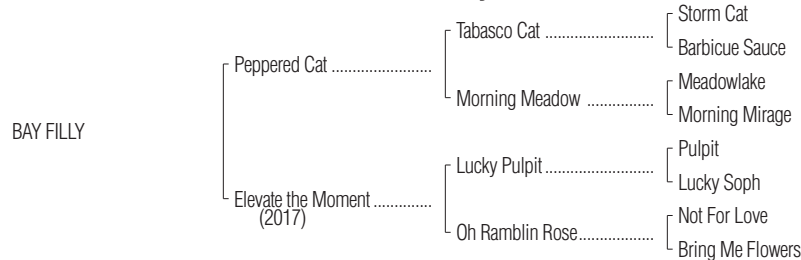 Storm Cat
Tabasco Cat ..........................
Barbicue Sauce
Peppered Cat ........................
Meadowlake
Morning Meadow ................
Morning Mirage
BAY FILLY
Pulpit
Lucky Pulpit ..........................
Lucky Soph
Elevate the Moment ..............
(2017)
Not For Love
Oh Ramblin Rose..................
Bring Me Flowers